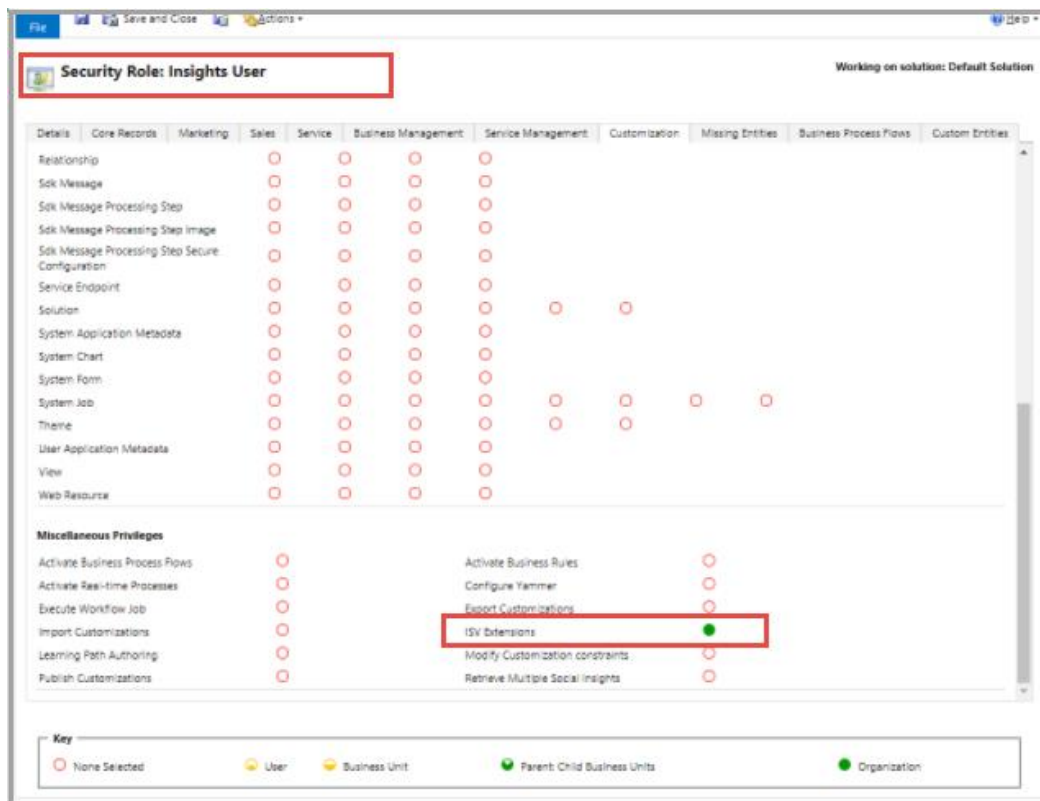 File Save and Close Actions Help
Security Role: Insights User
Working on solution: Default Solution
Details Core Records Marketing Sales Service Business Management Service Management Customization Missing Entities Business Process Flows Custom Entities
Relationship
Sdk Message
Sdk Message Processing Step
Sdk Message Processing Step Image
Sdk Message Processing Step Secure
Configuration
Service Endpoint
Solution
System Application Metadata
System Chart
System Form
System Job
Theme
User Application Metadata
View
Web Resource
Miscellaneous Privileges
Activate Business Process Flows Activate Business Rules
Activate Real-time Processes Configure Yammer
Execute Workflow Job Export Customizations
Import Customizations ISV Extensions
Learning Path Authoring Modify Customization constraints
Publish Customizations Retrieve Multiple Social Insights
Key
None Selected User Business Unit Parent: Child Business Units Organization